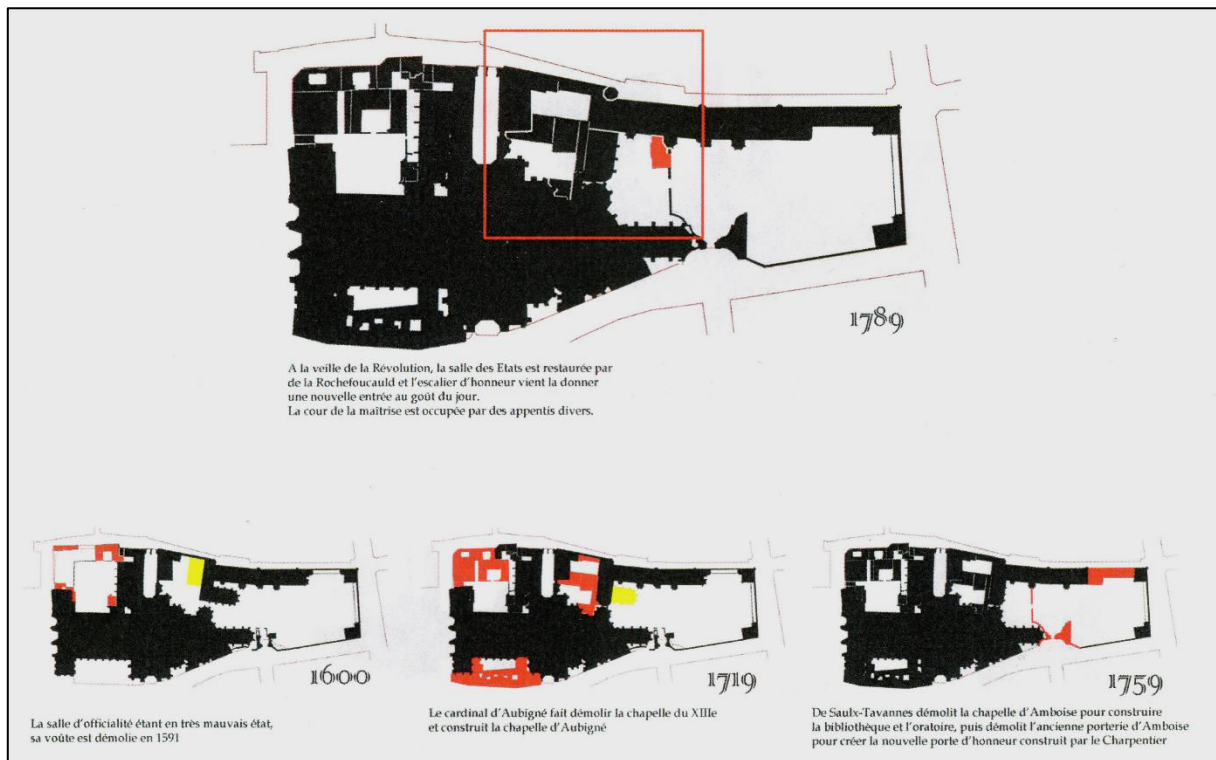 1789
A la veille de la Révolution, la salle des Etats est restaurée par
de la Rochefoucauld et l'escalier d'honneur vient la donner
une nouvelle entrée au goût du jour.
La cour de la maîtrise est occupée par des appentis divers.
1600
La salle d'officialité étant en très mauvais état,
sa voûte est démolie en 1591
1719
Le cardinal d'Aubigné fait démolir la chapelle du XIIIe
et construit la chapelle d'Aubigné
1759
De Saulx-Tavannes démolit la chapelle d'Amboise pour construire
la bibliothèque et l'oratoire, puis démolit l'ancienne porterie d'Amboise
pour créer la nouvelle porte d'honneur construit par le Charpentier